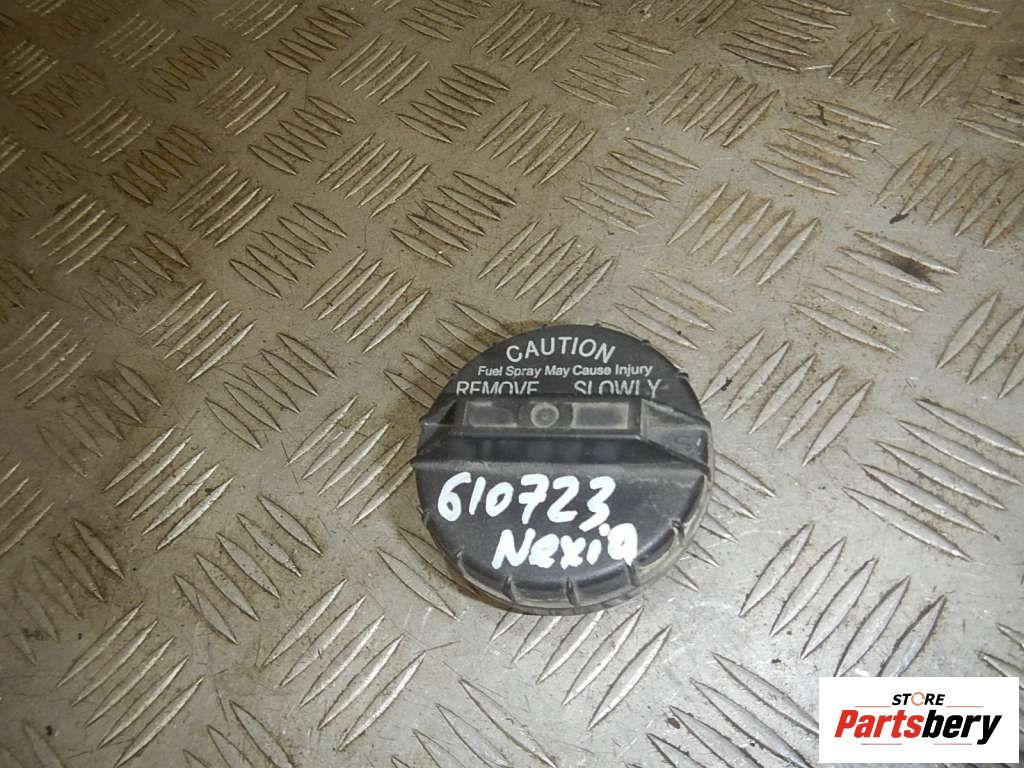 CAUTION
Fuel Spray May Cause Injury
REMOVE SLOWLY
610723
Nexia
STORE
Partsbery